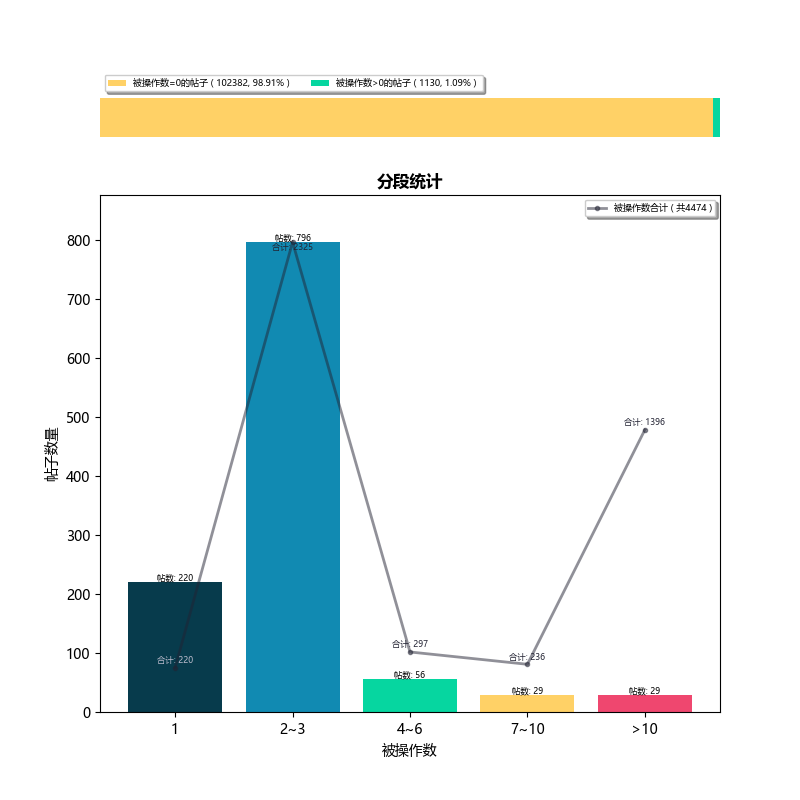 被操作数=0的帖子 ( 102382, 98.91% ) 被操作数>0的帖子 ( 1130, 1.09% )
分段统计
被操作数合计 ( 共4474 )
800
700
600
500
400
300
200
100
0
帖子数量
帖数: 796
合计: 2325
合计: 1396
帖数: 220
合计: 220
合计: 297
合计: 236
帖数: 56
帖数: 29
帖数: 29
1 2~3 4~6 7~10 >10
被操作数